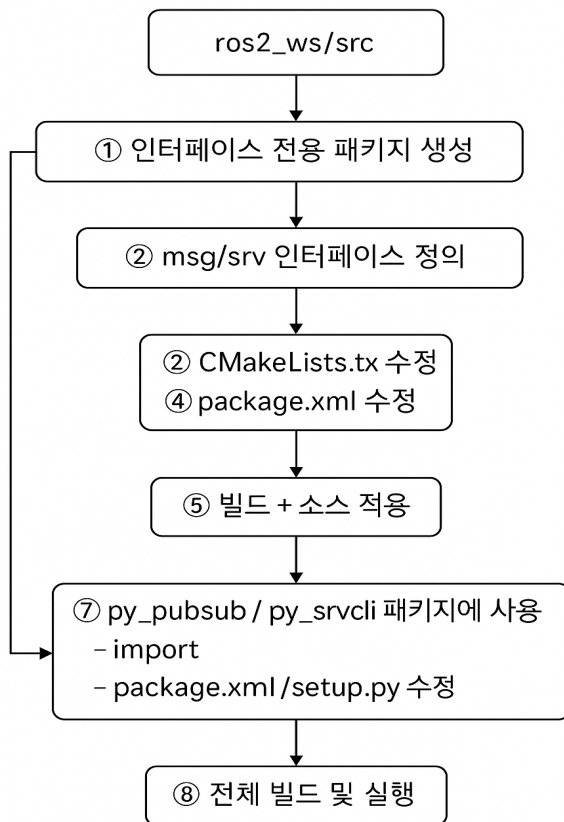 ros2_ws/src
① 인터페이스 전용 패키지 생성
② msg/srv 인터페이스 정의
② CMakeLists.tx 수정
④ package.xml 수정
⑤ 빌드 + 소스 적용
⑦ py_pubsub / py_srvcli 패키지에 사용
– import
– package.xml/setup.py 수정
⑧ 전체 빌드 및 실행